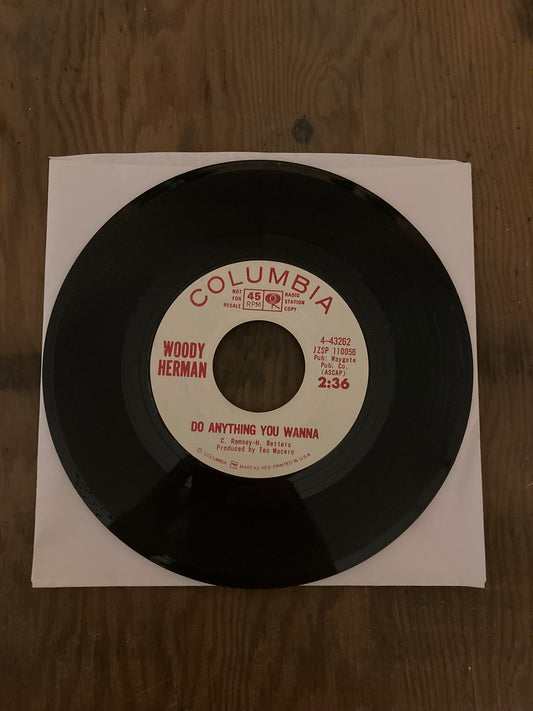 COLUMBIA
NOT FOR RESALE
45 RPM
RADIO STATION COPY
WOODY HERMAN
4-43262
JZSP 110056
Pub: Waygate
Pub. Co.
(ASCAP)
2:36
DO ANYTHING YOU WANNA
C. Ramsey-H. Betters
Produced by Teo Macero
Ⓟ COLUMBIA MARCAS REG. PRINTED IN U.S.A.